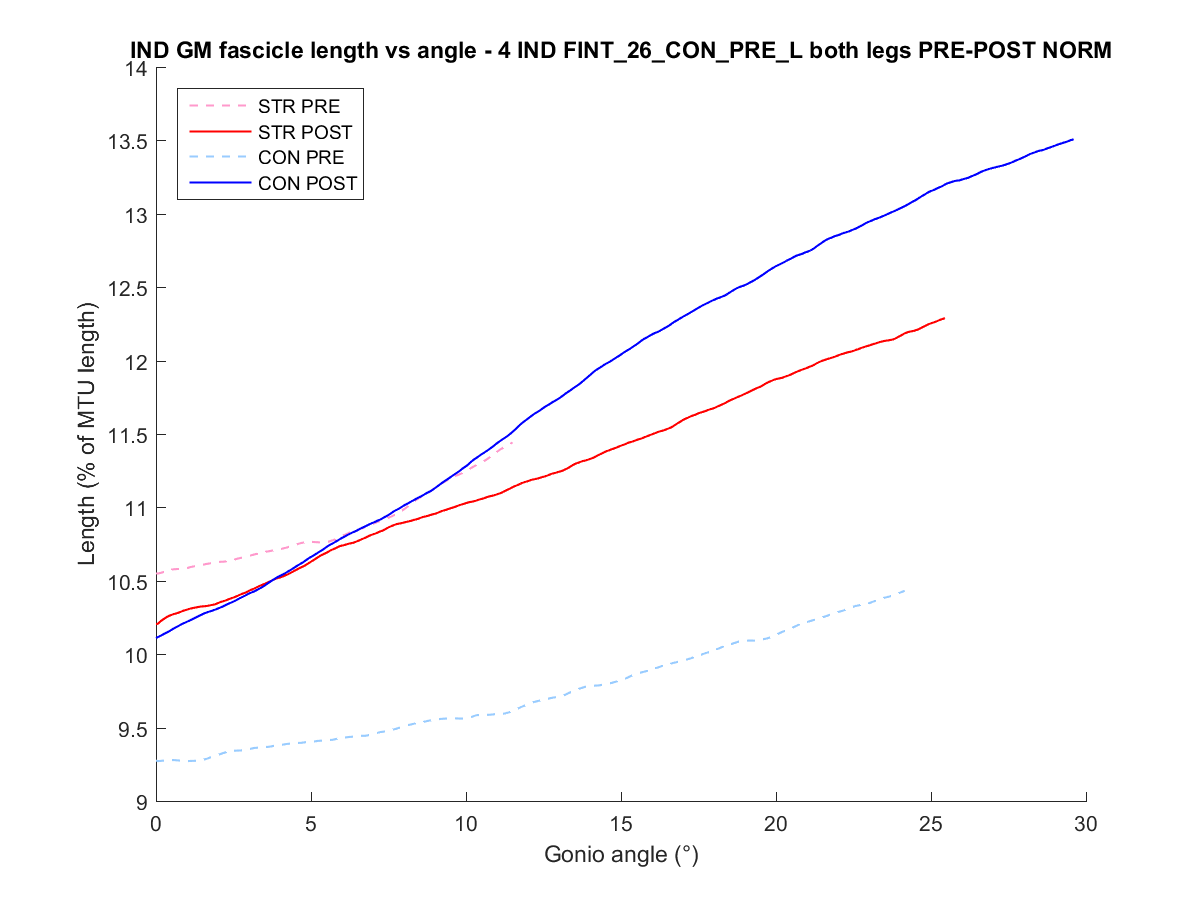 IND GM fascicle length vs angle - 4 IND FINT_26_CON_PRE_L both legs PRE-POST NORM
STR PRE
STR POST
CON PRE
CON POST
Length (% of MTU length)
14
13.5
13
12.5
12
11.5
11
10.5
10
9.5
9
0
5
10
15
20
25
30
Gonio angle (°)